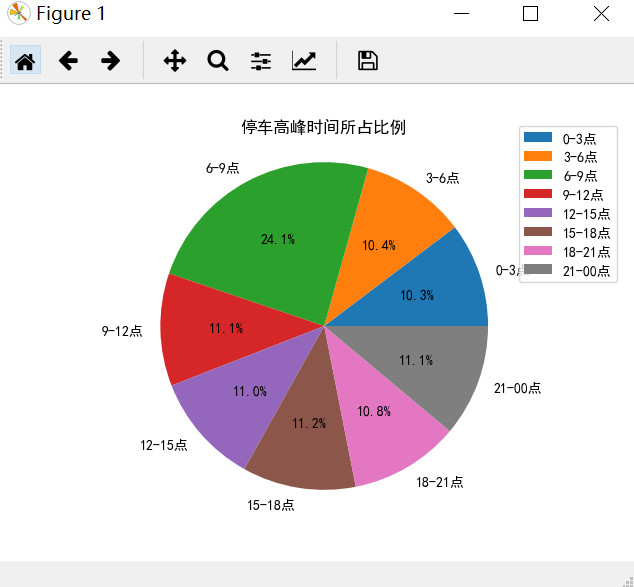 Figure 1
停车高峰时间所占比例
0-3点
3-6点
6-9点
9-12点
12-15点
15-18点
18-21点
21-00点
6-9点
3-6点
24.1%
10.4%
0-3点
10.3%
9-12点
11.1%
11.1%
11.0%
21-00点
11.2%
10.8%
12-15点
18-21点
15-18点